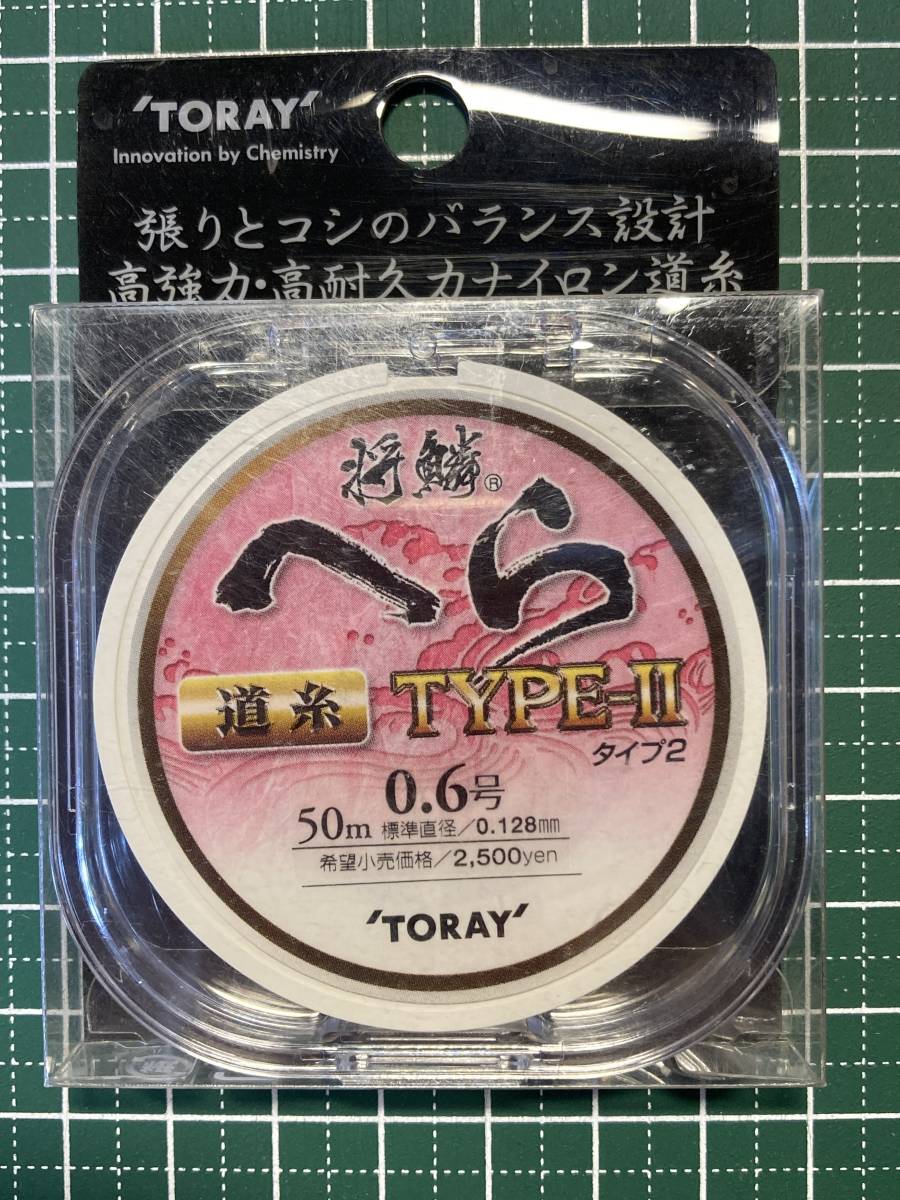 'TORAY'
Innovation by Chemistry
張りとコシのバランス設計
高強力・高耐久力ナイロン道糸
将鱗®
へら
道糸 TYPE-II
タイプ2
0.6号
50m 標準直径/0.128mm
希望小売価格/2,500yen
'TORAY'